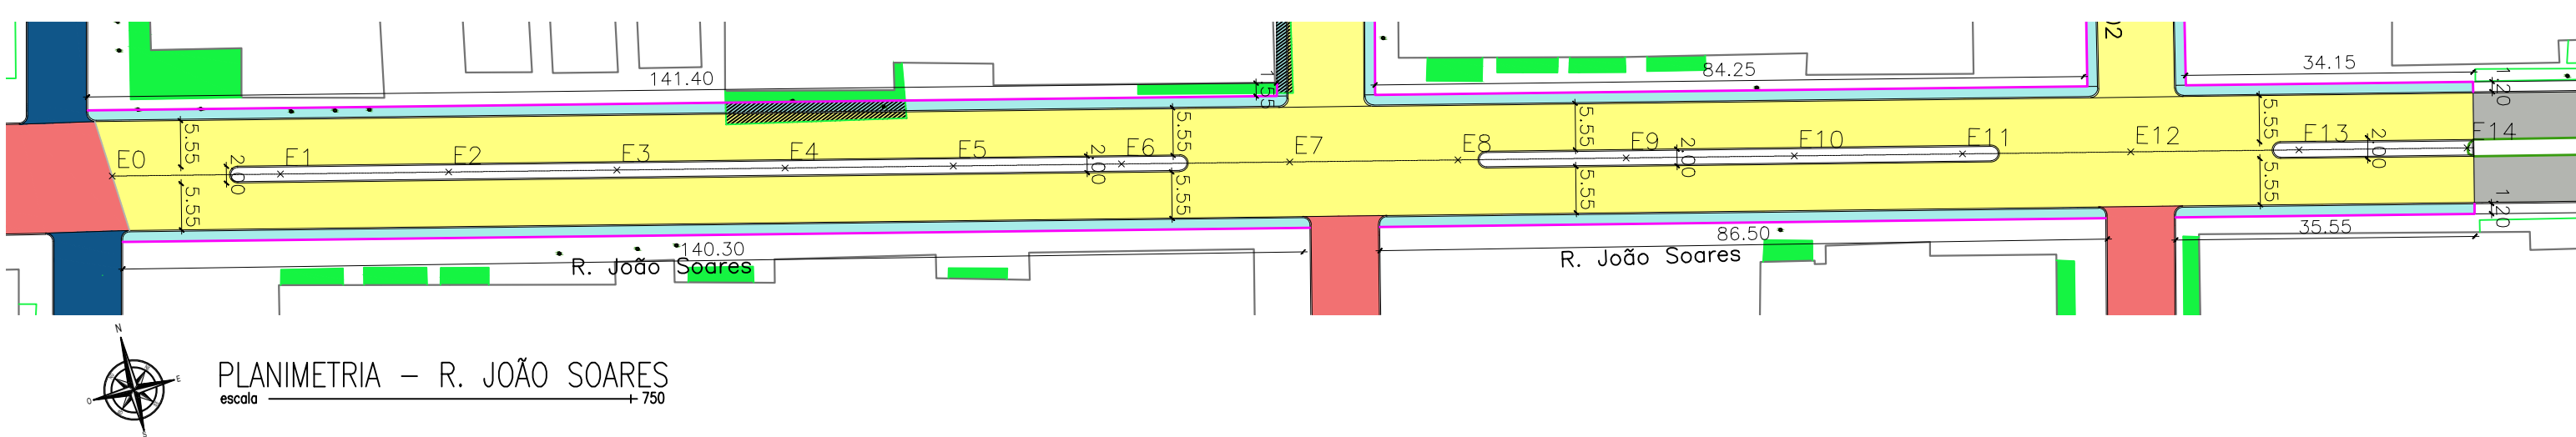 02
141.40
84.25
34.15
1.55
1.20
5.55
5.55
5.55
5.55
E0
E1
E2
E3
E4
E5
E6
E7
E8
E9
E10
E11
E12
E13
E14
2.00
2.00
2.00
2.00
5.55
5.55
5.55
5.55
1.20
140.30
86.50
35.55
R. João Soares
R. João Soares
N
E
S
O
PLANIMETRIA – R. JOÃO SOARES
escala 750